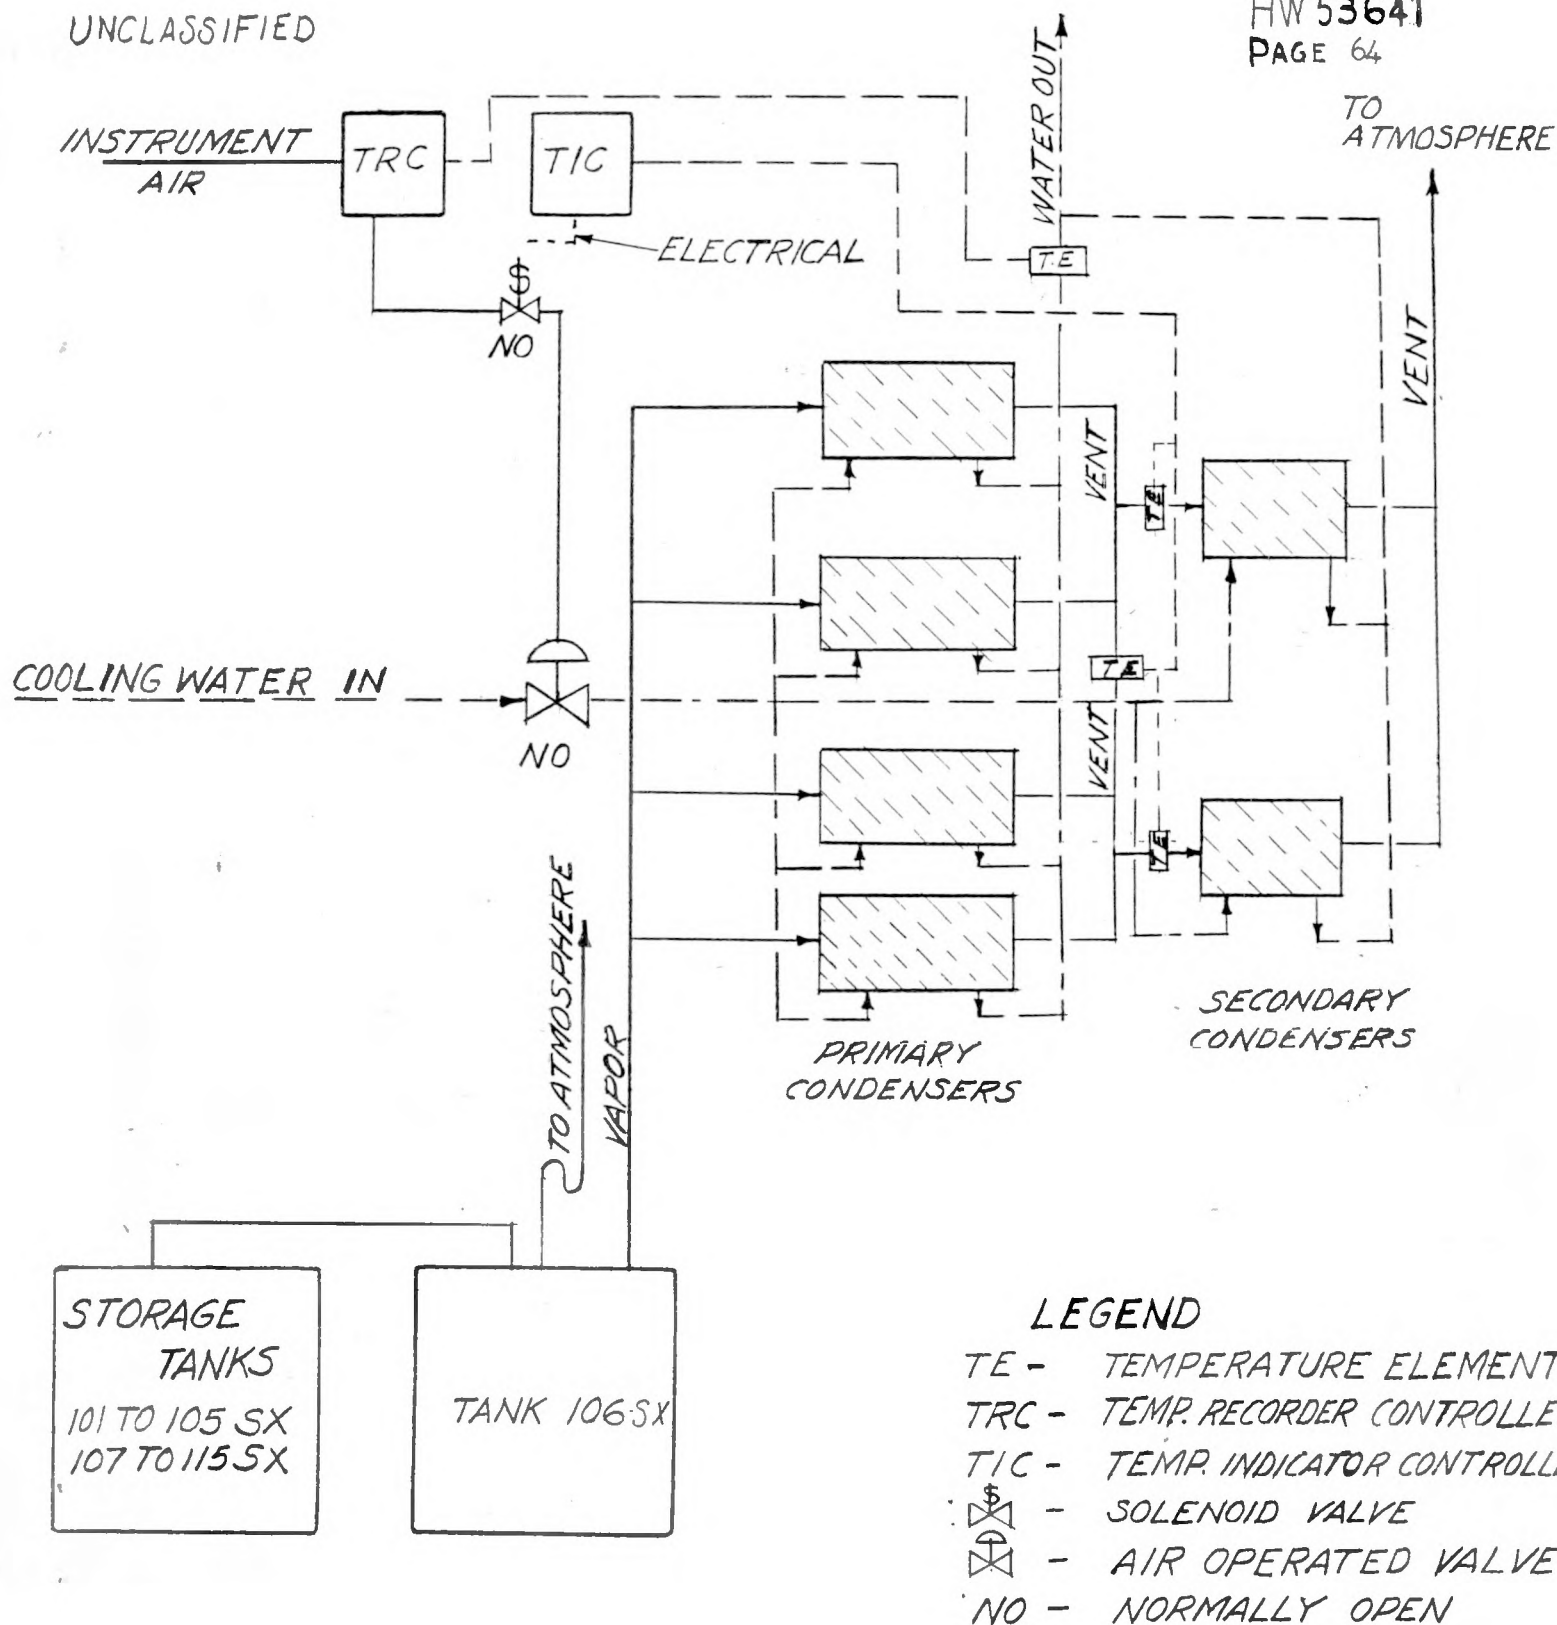 UNCLASSIFIED
HW 53641
PAGE 64
TO
ATMOSPHERE
WATER OUT
INSTRUMENT
AIR
TRC
TIC
ELECTRICAL
T.E
NO
VENT
VENT
TE
TE
COOLING WATER IN
NO
VENT
TE
TO ATMOSPHERE
VAPOR
PRIMARY
CONDENSERS
SECONDARY
CONDENSERS
STORAGE
TANKS
101 TO 105 SX
107 TO 115 SX
TANK 106-SX
LEGEND
TE - TEMPERATURE ELEMENT
TRC - TEMP. RECORDER CONTROLLE
TIC - TEMP. INDICATOR CONTROLL
$ - SOLENOID VALVE
- AIR OPERATED VALVE
NO - NORMALLY OPEN